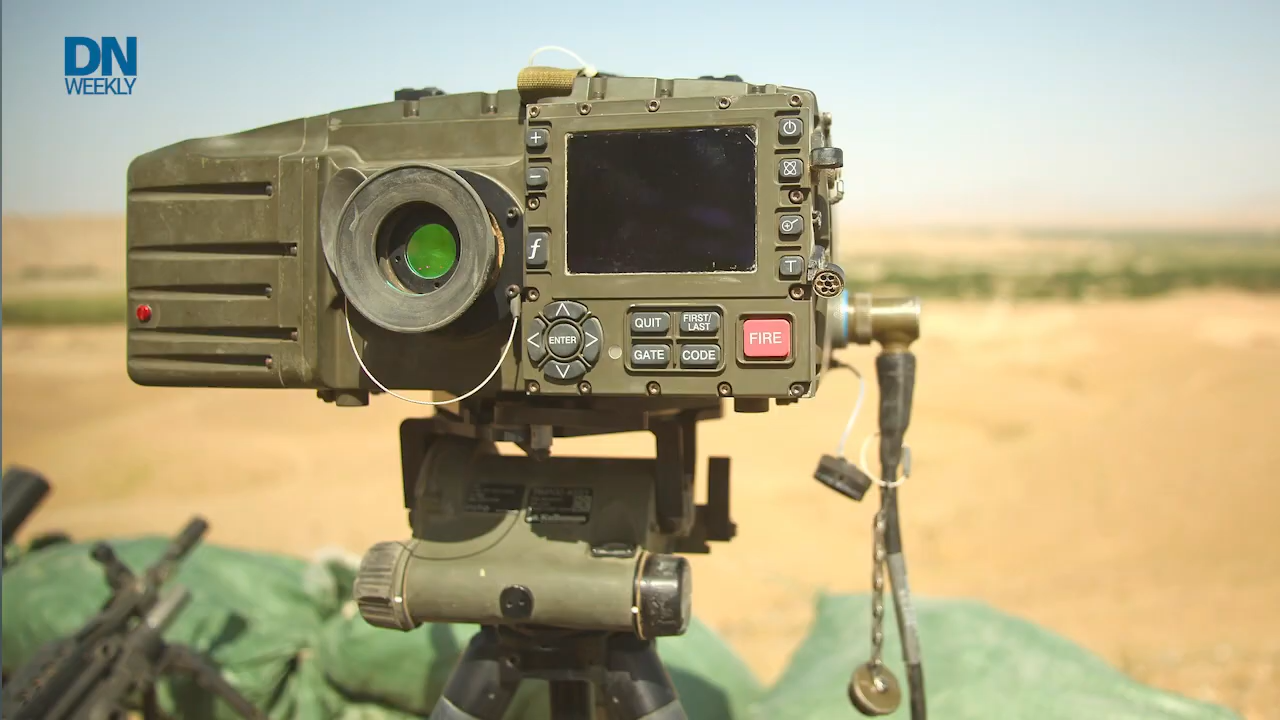 DN
WEEKLY
+
−
f
T
ENTER
QUIT
FIRST/
LAST
GATE
CODE
FIRE